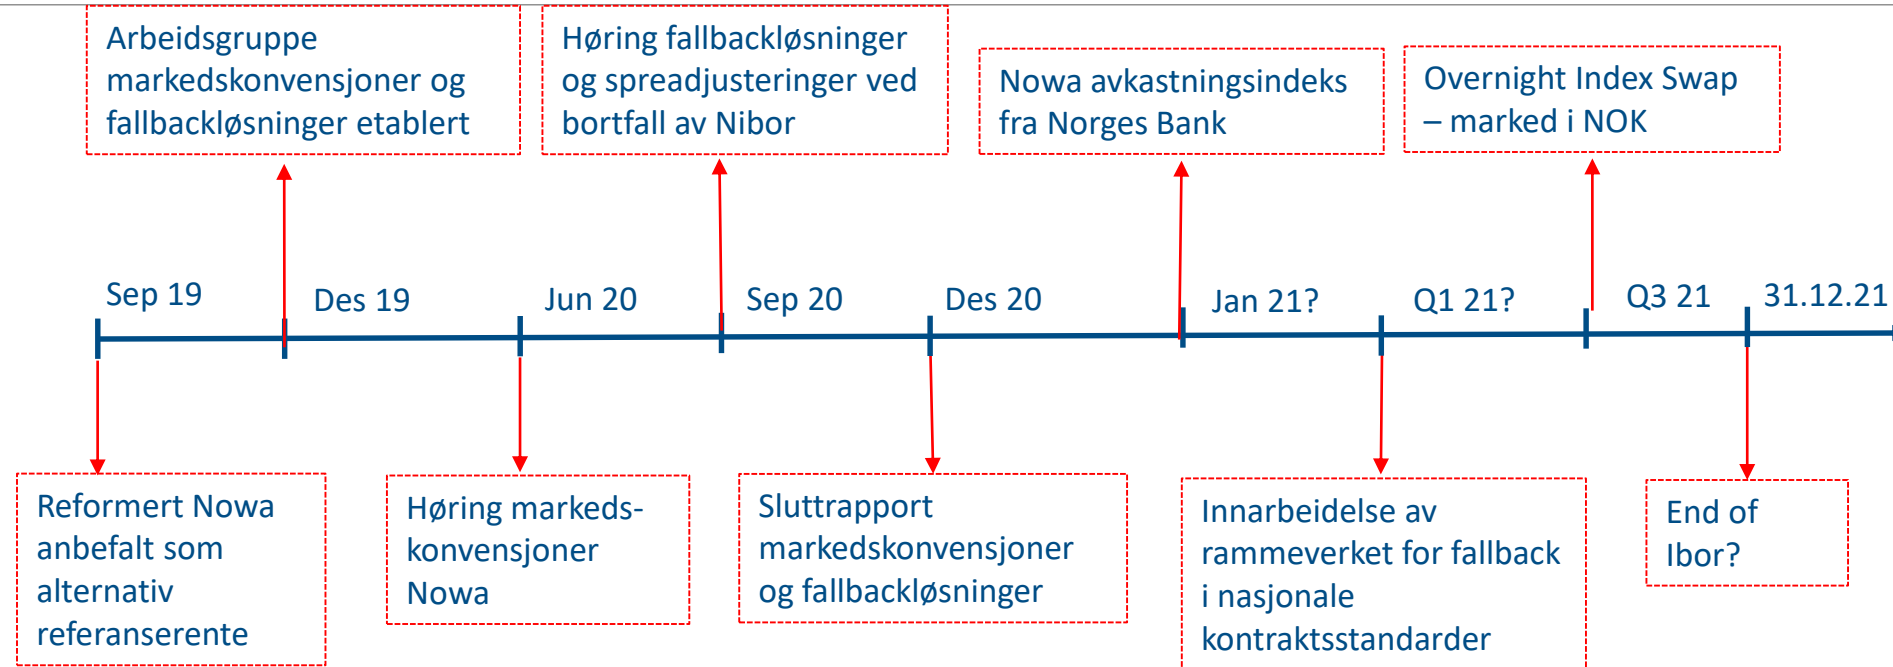 Arbeidsgruppe
markedskonvensjoner og
fallbackløsninger etablert
Høring fallbackløsninger
og spreadjusteringer ved
bortfall av Nibor
Nowa avkastningsindeks
fra Norges Bank
Overnight Index Swap
– marked i NOK
Sep 19
Des 19
Jun 20
Sep 20
Des 20
Jan 21?
Q1 21?
Q3 21
31.12.21
Reformert Nowa
anbefalt som
alternativ
referanserente
Høring markeds-
konvensjoner
Nowa
Sluttrapport
markedskonvensjoner
og fallbackløsninger
Innarbeidelse av
rammeverket for fallback
i nasjonale
kontraktsstandarder
End of
Ibor?